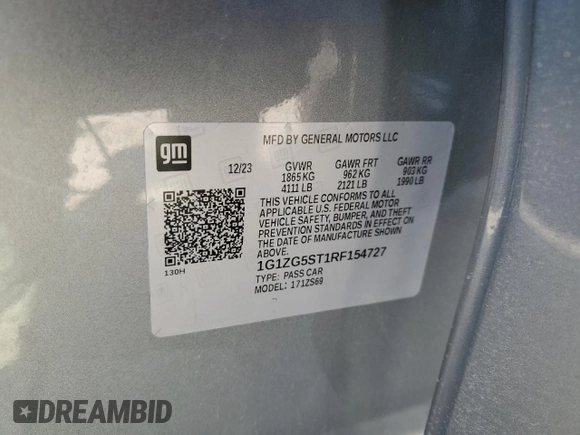 gm
MFD BY GENERAL MOTORS LLC
12/23 GVWR GAWR FRT GAWR RR
1865 KG 962 KG 903 KG
4111 LB 2121 LB 1990 LB
THIS VEHICLE CONFORMS TO ALL
APPLICABLE U.S. FEDERAL MOTOR
VEHICLE SAFETY, BUMPER, AND THEFT
PREVENTION STANDARDS IN EFFECT ON
THE DATE OF MANUFACTURE SHOWN
ABOVE.
1G1ZG5ST1RF154727
TYPE: PASS CAR
MODEL: 171ZS69
130H
DREAMBID